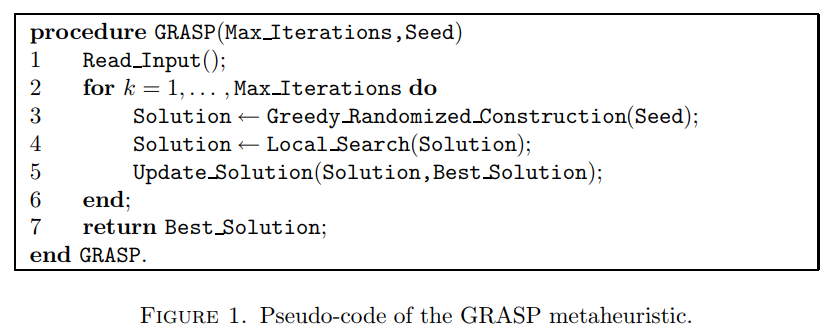 procedure GRASP(Max_Iterations,Seed)
1 Read_Input();
2 for k = 1, . . . ,Max_Iterations do
3 Solution ← Greedy_Randomized_Construction(Seed);
4 Solution ← Local_Search(Solution);
5 Update_Solution(Solution,Best_Solution);
6 end;
7 return Best_Solution;
end GRASP.
FIGURE 1. Pseudo-code of the GRASP metaheuristic.